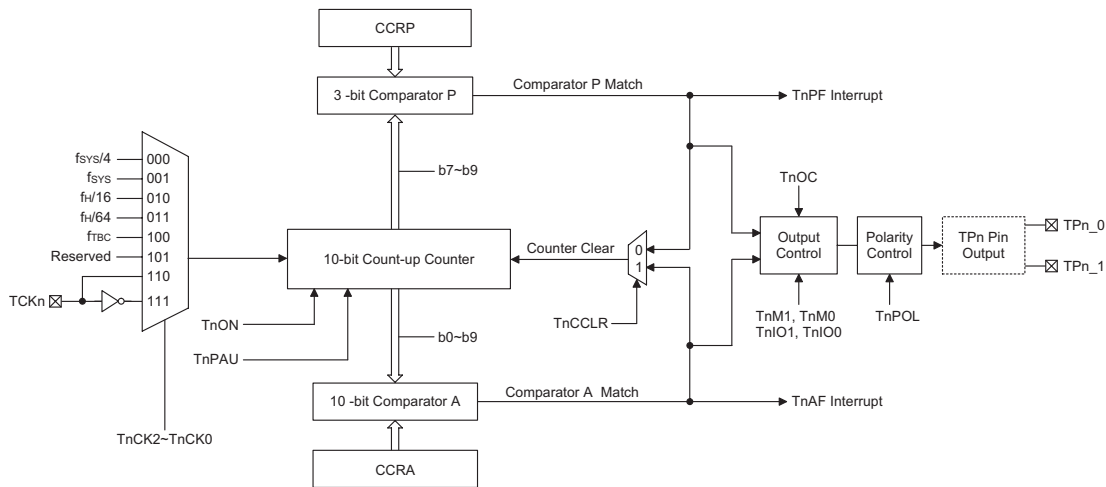 CCRP
3 -bit Comparator P
Comparator P Match
TnPF Interrupt
b7~b9
fSYS/4
000
fSYS
001
fH/16
010
fH/64
011
fTBC
100
Reserved
101
110
TCKn
111
TnCK2~TnCK0
10-bit Count-up Counter
TnON
TnPAU
Counter Clear
0
1
TnCCLR
TnOC
Output
Control
TnM1, TnM0
TnIO1, TnIO0
Polarity
Control
TnPOL
TPn Pin
Output
TPn_0
TPn_1
b0~b9
10 -bit Comparator A
Comparator A Match
TnAF Interrupt
CCRA